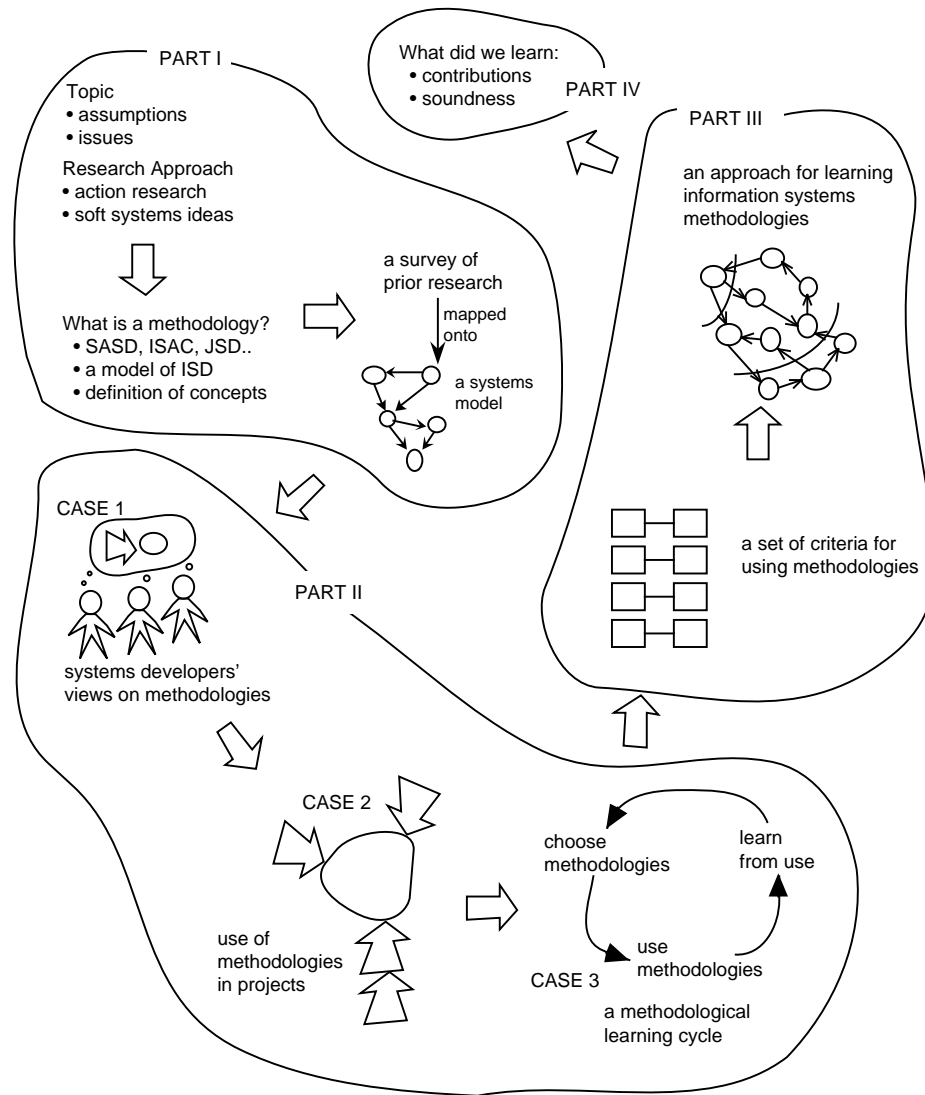 PART I
Topic
• assumptions
• issues
Research Approach
• action research
• soft systems ideas
What is a methodology?
• SASD, ISAC, JSD..
• a model of ISD
• definition of concepts
a survey of
prior research
mapped
onto
a systems
model
What did we learn:
• contributions
• soundness
PART IV
PART III
an approach for learning
information systems
methodologies
a set of criteria for
using methodologies
CASE 1
systems developers’
views on methodologies
PART II
CASE 2
use of
methodologies
in projects
choose
methodologies
learn
from use
use
methodologies
CASE 3
a methodological
learning cycle